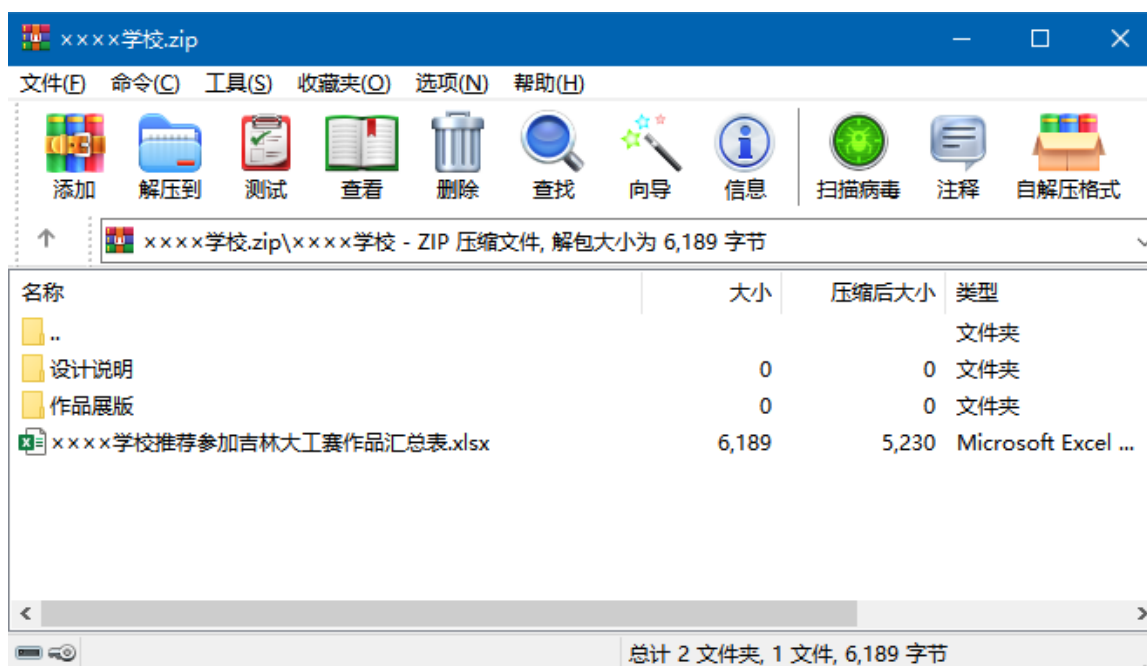 ××××学校.zip
文件(F) 命令(C) 工具(S) 收藏夹(O) 选项(N) 帮助(H)
添加 解压到 测试 查看 删除 查找 向导 信息 扫描病毒 注释 自解压格式
××××学校.zip\××××学校 - ZIP 压缩文件, 解包大小为 6,189 字节
名称 大小 压缩后大小 类型
.. 文件夹
设计说明 0 0 文件夹
作品展版 0 0 文件夹
××××学校推荐参加吉林大工赛作品汇总表.xlsx 6,189 5,230 Microsoft Excel ...
总计 2 文件夹, 1 文件, 6,189 字节